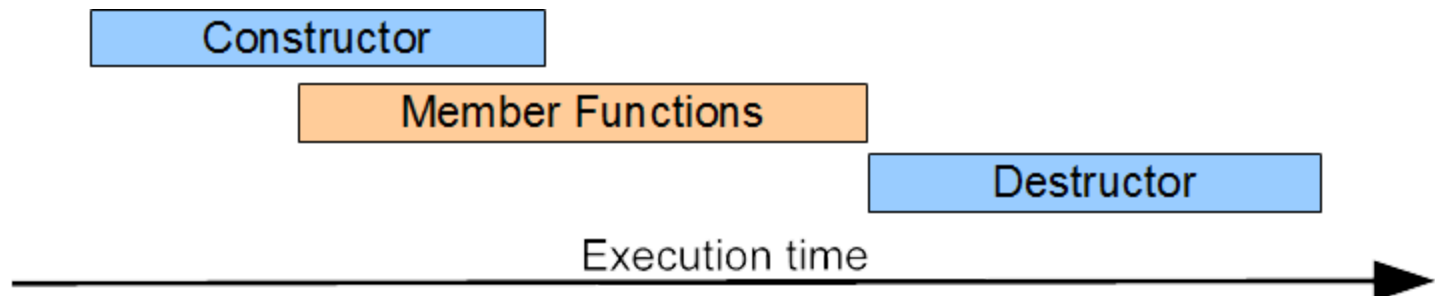 Constructor
Member Functions
Destructor
Execution time